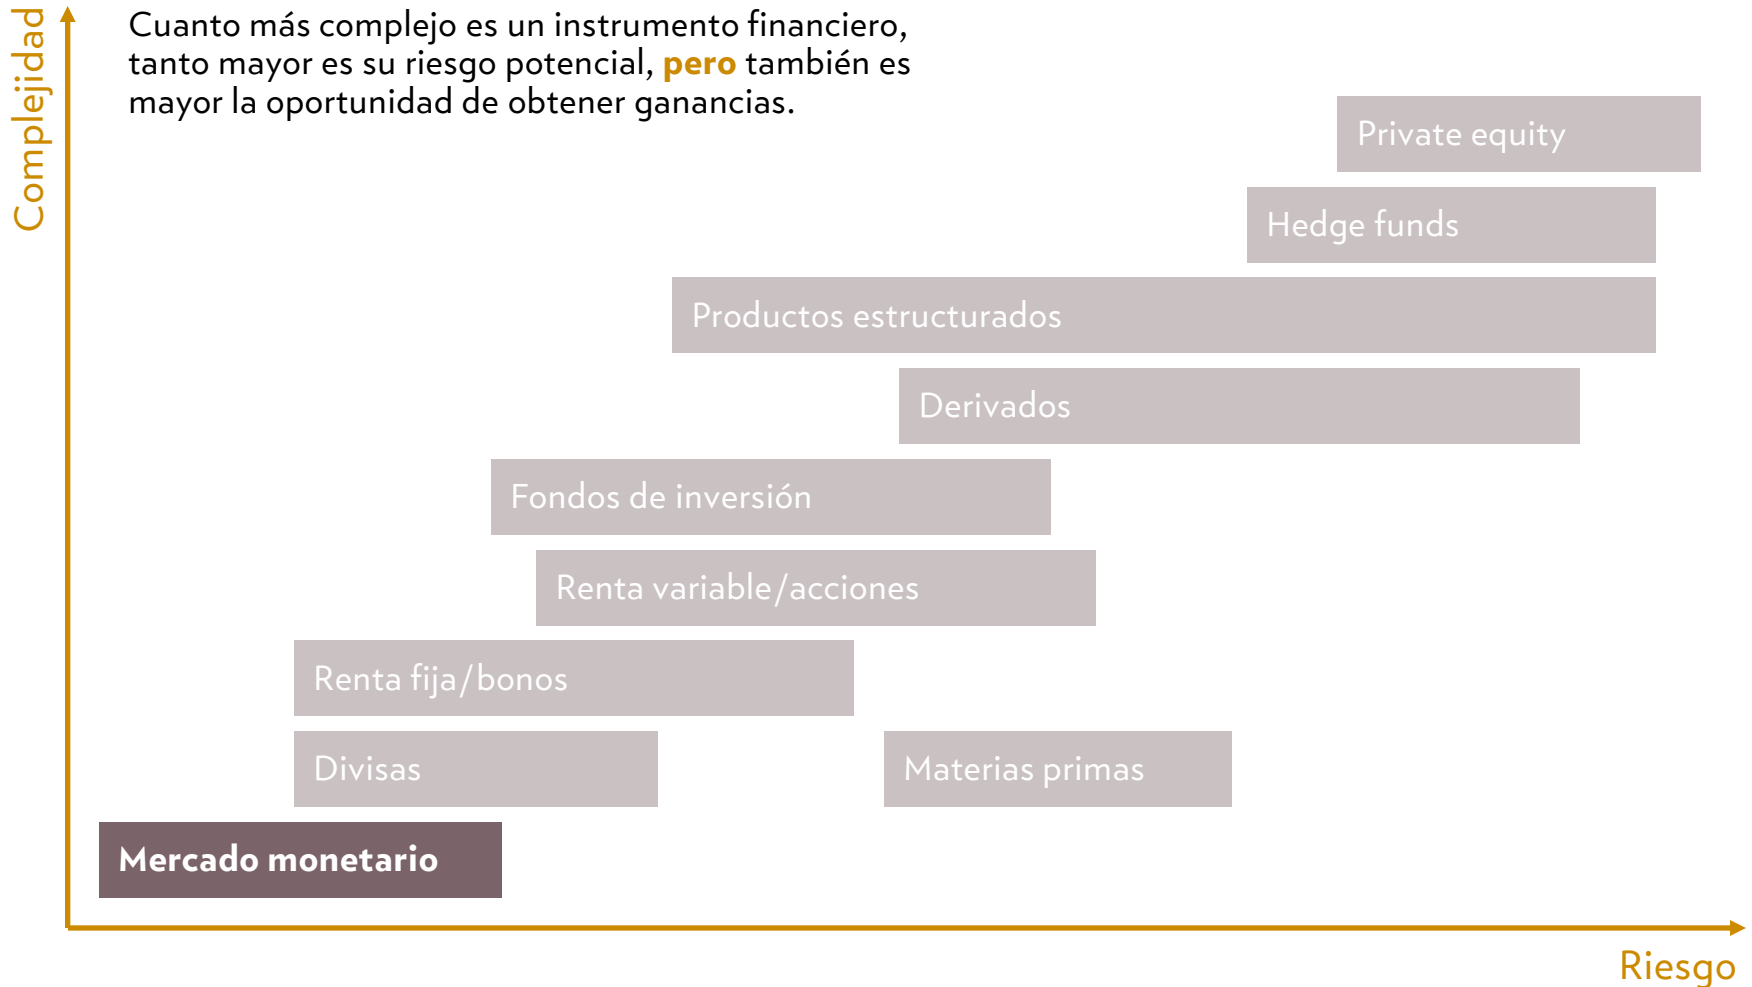 Complejidad
Cuanto más complejo es un instrumento financiero,
tanto mayor es su riesgo potencial, pero también es
mayor la oportunidad de obtener ganancias.
Private equity
Hedge funds
Productos estructurados
Derivados
Fondos de inversión
Renta variable/acciones
Renta fija/bonos
Divisas
Materias primas
Mercado monetario
Riesgo